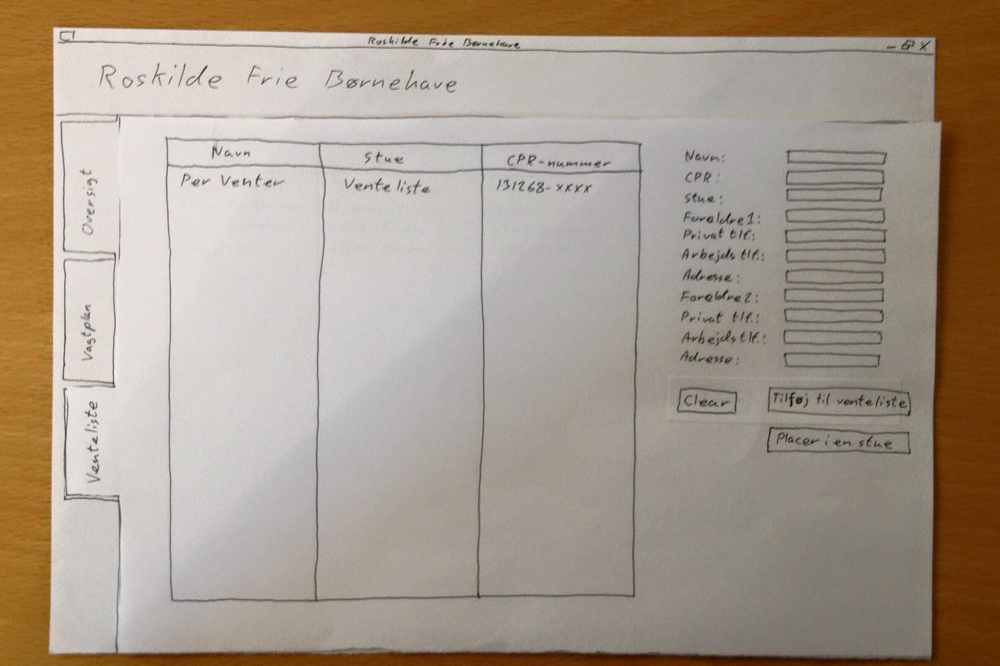 Roskilde Frie Børnehave
Roskilde Frie Børnehave
Oversigt
Vagtplan
Venteliste
Navn Stue CPR-nummer
Per Venter Venteliste 131268-xxxx
Navn:
CPR:
Stue:
Forældre1:
Privat tlf.:
Arbejds tlf.:
Adresse:
Forældre2:
Privat tlf.:
Arbejds tlf.:
Adresse:
Clear Tilføj til venteliste
Placer i en stue